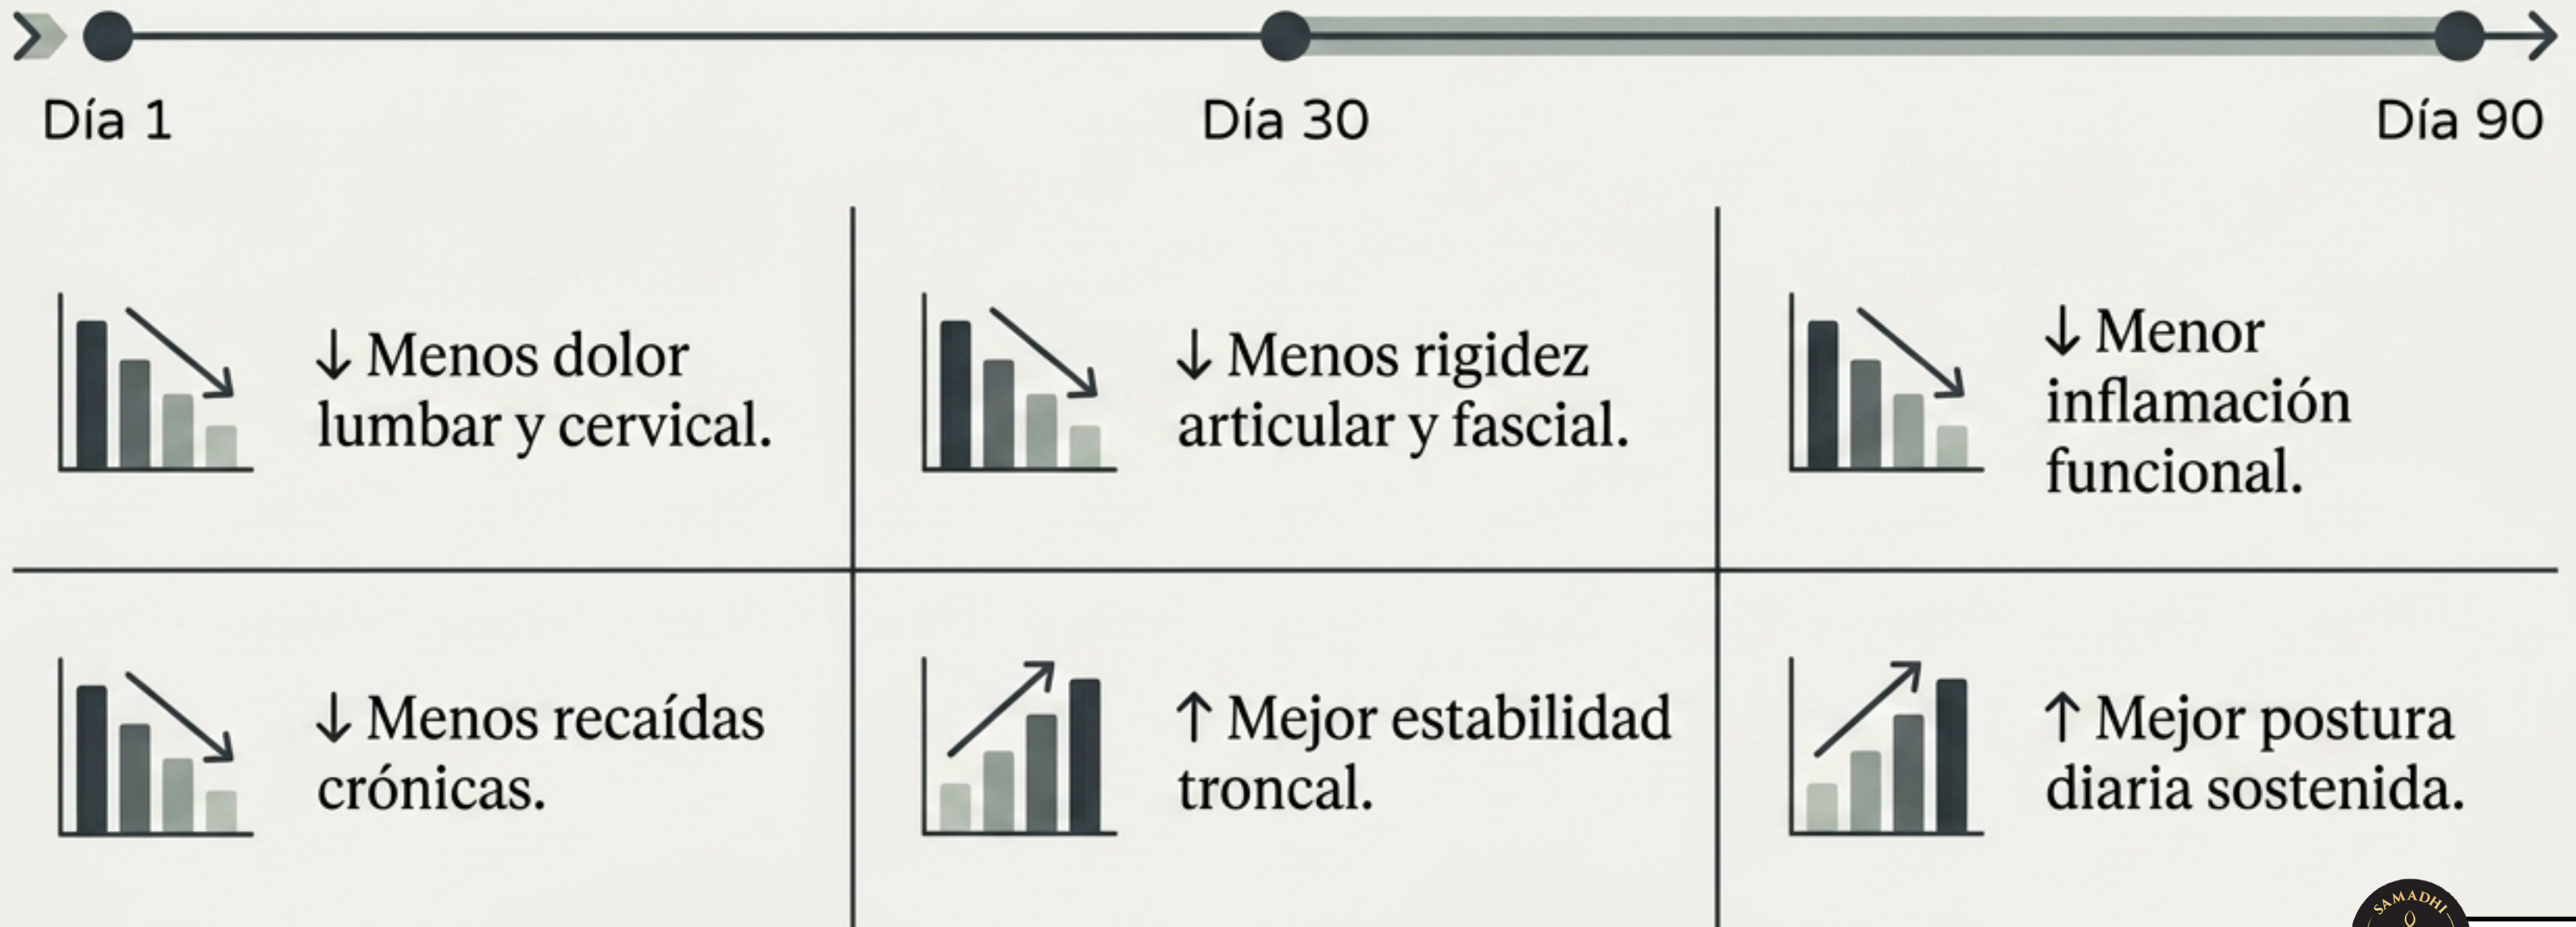 Día 1
Día 30
Día 90
↓ Menos dolor
lumbar y cervical.
↓ Menos rigidez
articular y fascial.
↓ Menor
inflamación
funcional.
↓ Menos recaídas
crónicas.
↑ Mejor estabilidad
troncal.
↑ Mejor postura
diaria sostenida.
SAMADHI